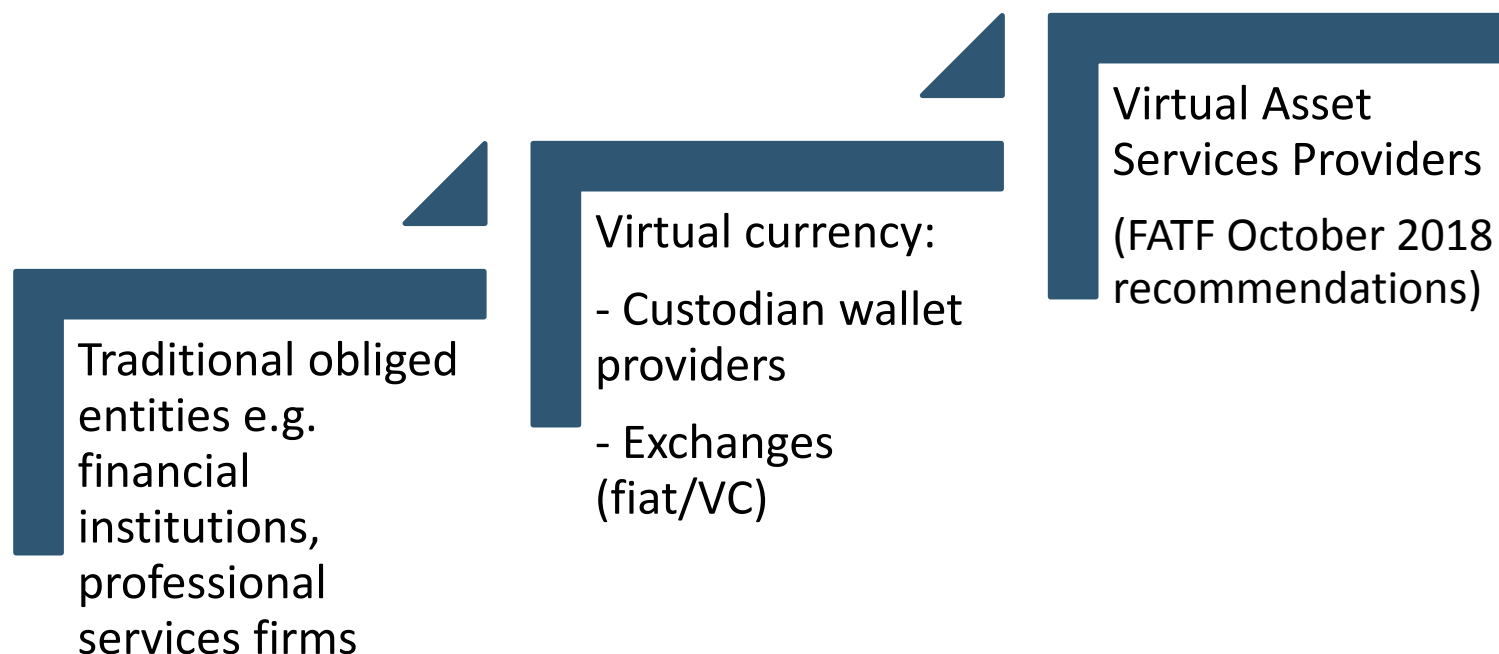 Traditional obliged
entities e.g.
financial
institutions,
professional
services firms
Virtual currency:
- Custodian wallet
providers
- Exchanges
(fiat/VC)
Virtual Asset
Services Providers
(FATF October 2018
recommendations)